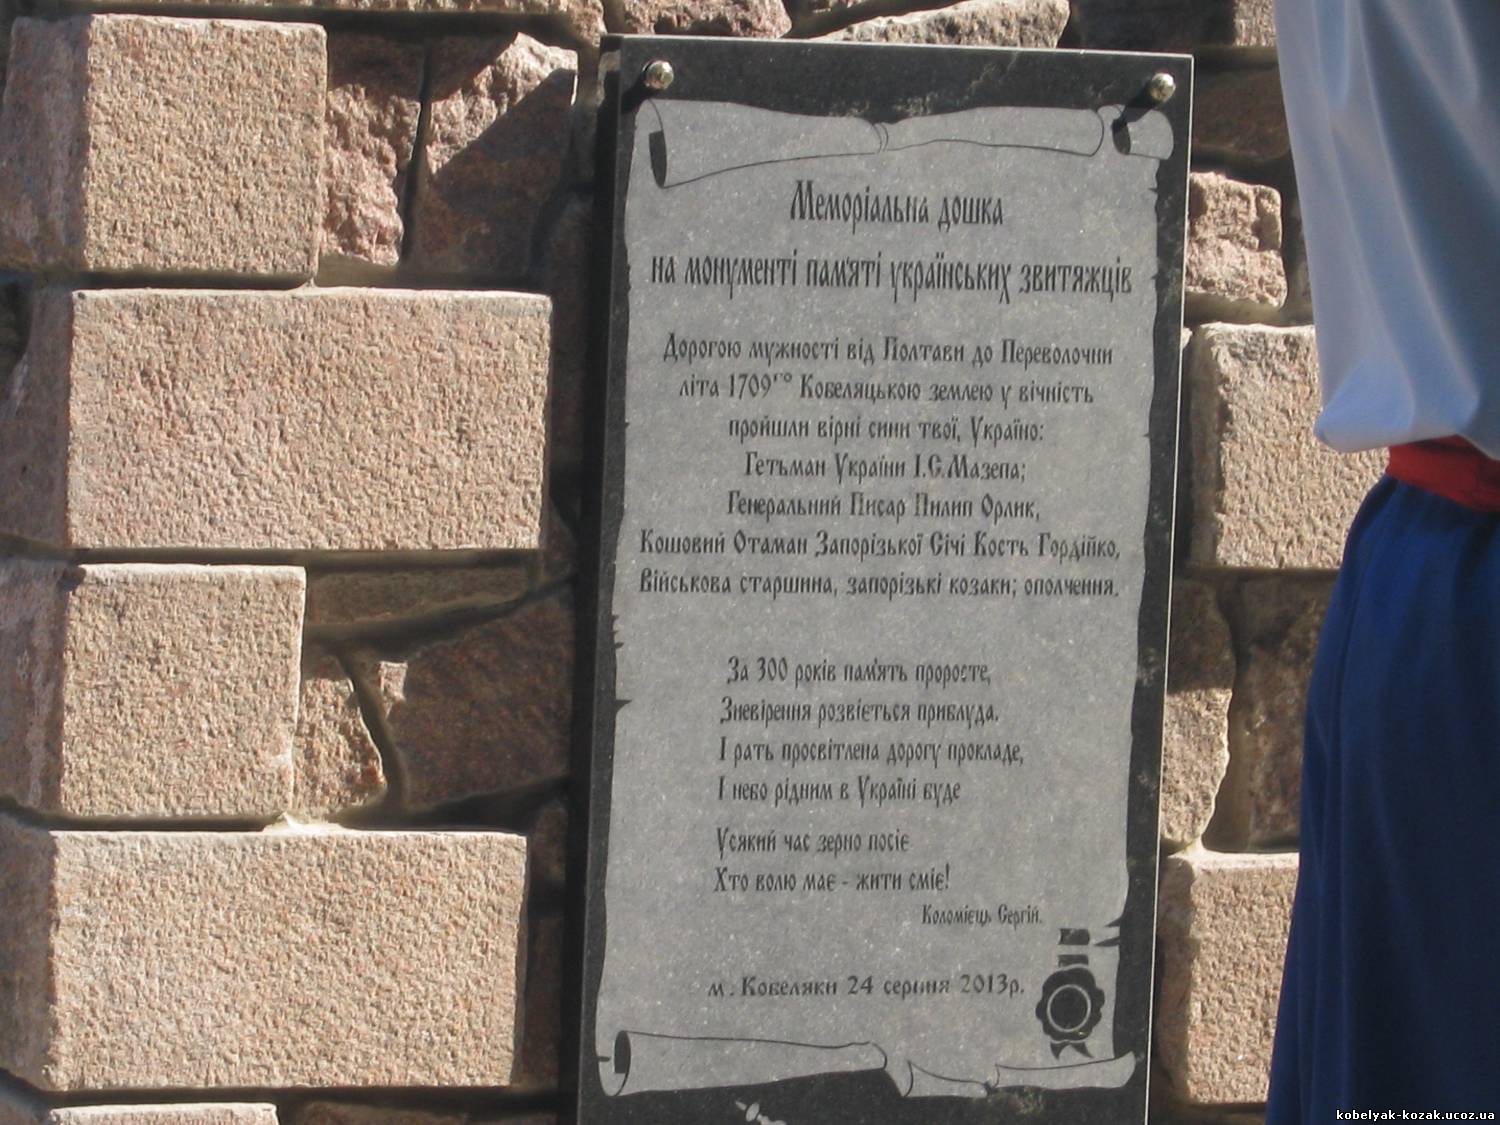 Меморіальна дошка
на монументі пам'яті українських звитяжців
Дорогою мужності від Полтави до Переволочни
літа 1709го Кобеляцькою землею у вічність
пройшли вірні сини твої, Україно:
Гетьман України І.С.Мазепа;
Генеральний Писар Пилип Орлик,
Кошовий Отаман Запорізької Січі Кость Гордійко,
Військова старшина, запорізькі козаки; ополчення.
За 300 років пам'ять проросте,
Зневірення розвіється приблуда.
І рать просвітлена дорогу прокладе,
І небо рідним в Україні буде
Усякий час зерно посіє
Хто волю має - жити сміє!
Коломієць Сергій.
м. Кобеляки 24 серпня 2013р.
kobelyak-kozak.ucoz.ua